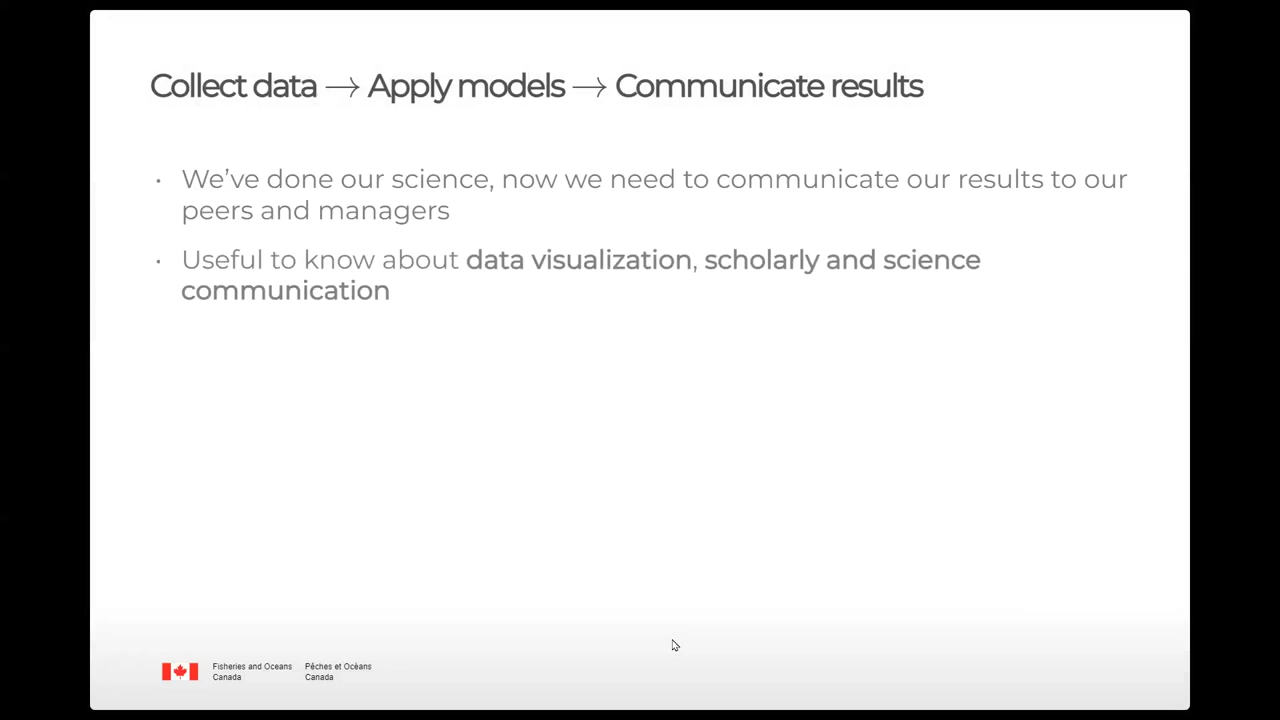 Collect data → Apply models → Communicate results
• We’ve done our science, now we need to communicate our results to our
peers and managers
• Useful to know about data visualization, scholarly and science
communication
Fisheries and Oceans
Canada
Pêches et Océans
Canada